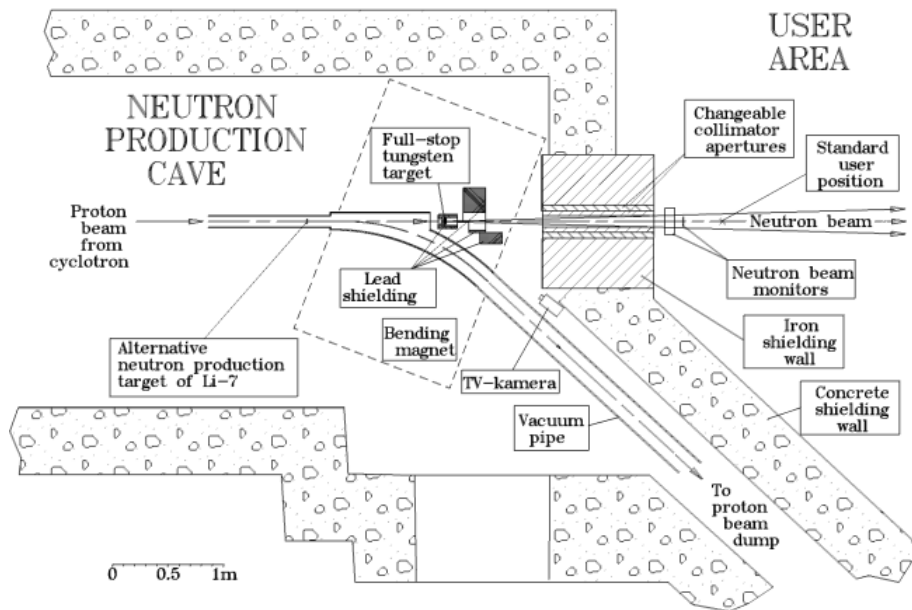 USER
AREA
NEUTRON
PRODUCTION
CAVE
Full-stop
tungsten
target
Changeable
collimator
apertures
Standard
user
position
Proton
beam
from
cyclotron
Neutron beam
Lead
shielding
Neutron beam
monitors
Bending
magnet
Alternative
neutron production
target of Li-7
TV-kamera
Iron
shielding
wall
Vacuum
pipe
Concrete
shielding
wall
To
proton
beam
dump
0 0.5 1m